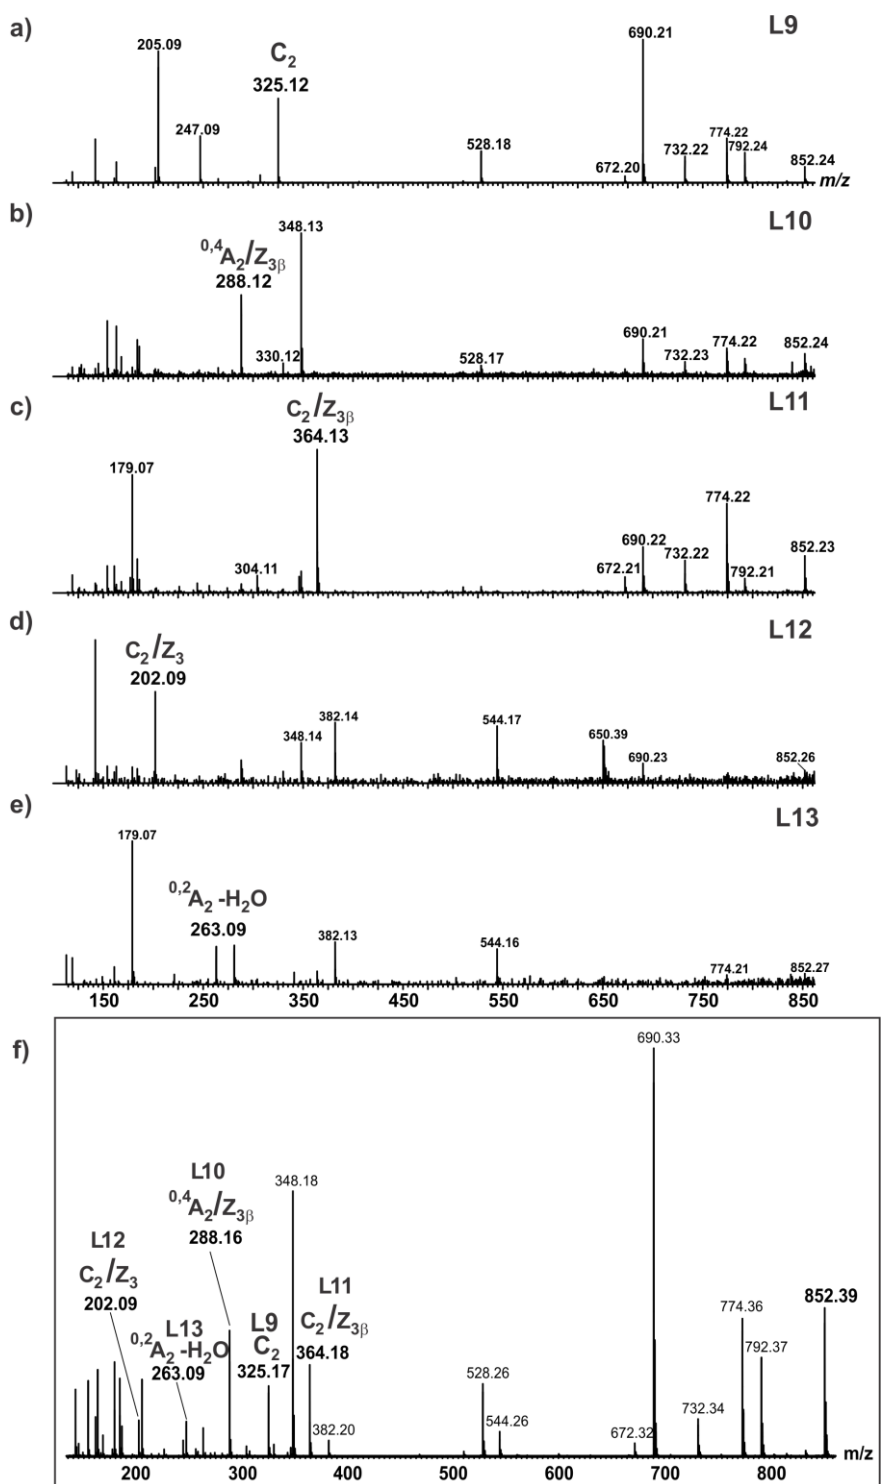 a)
L9
205.09
C2
325.12
247.09
528.18
690.21
672.20
732.22
774.22
792.24
852.24
m/z
b)
L10
0,4A2/Z3β
288.12
348.13
330.12
528.17
690.21
732.23
774.22
852.24
c)
L11
C2/Z3β
364.13
179.07
304.11
672.21
690.22
732.22
774.22
792.21
852.23
d)
L12
C2/Z3
202.09
348.14
382.14
544.17
650.39
690.23
852.26
e)
L13
179.07
0,2A2 -H2O
263.09
382.13
544.16
774.21
852.27
150 250 350 450 550 650 750 850
f)
690.33
L10
0,4A2/Z3β
288.16
348.18
L12
C2/Z3
202.09
L13
0,2A2 -H2O
263.09
L9
C2
325.17
L11
C2/Z3β
364.18
382.20
528.26
544.26
672.32
732.34
774.36
792.37
852.39
200 300 400 500 600 700 800 m/z